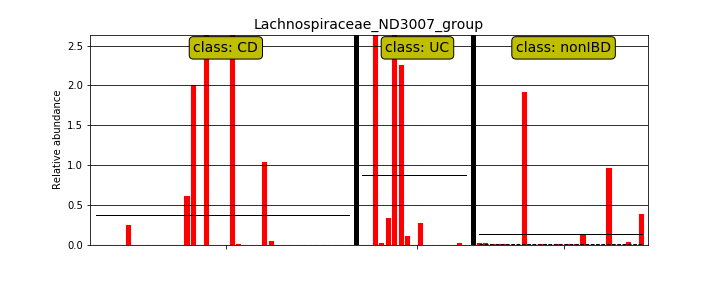 Lachnospiraceae_ND3007_group
class: CD
class: UC
class: nonIBD
Relative abundance
2.5
2.0
1.5
1.0
0.5
0.0